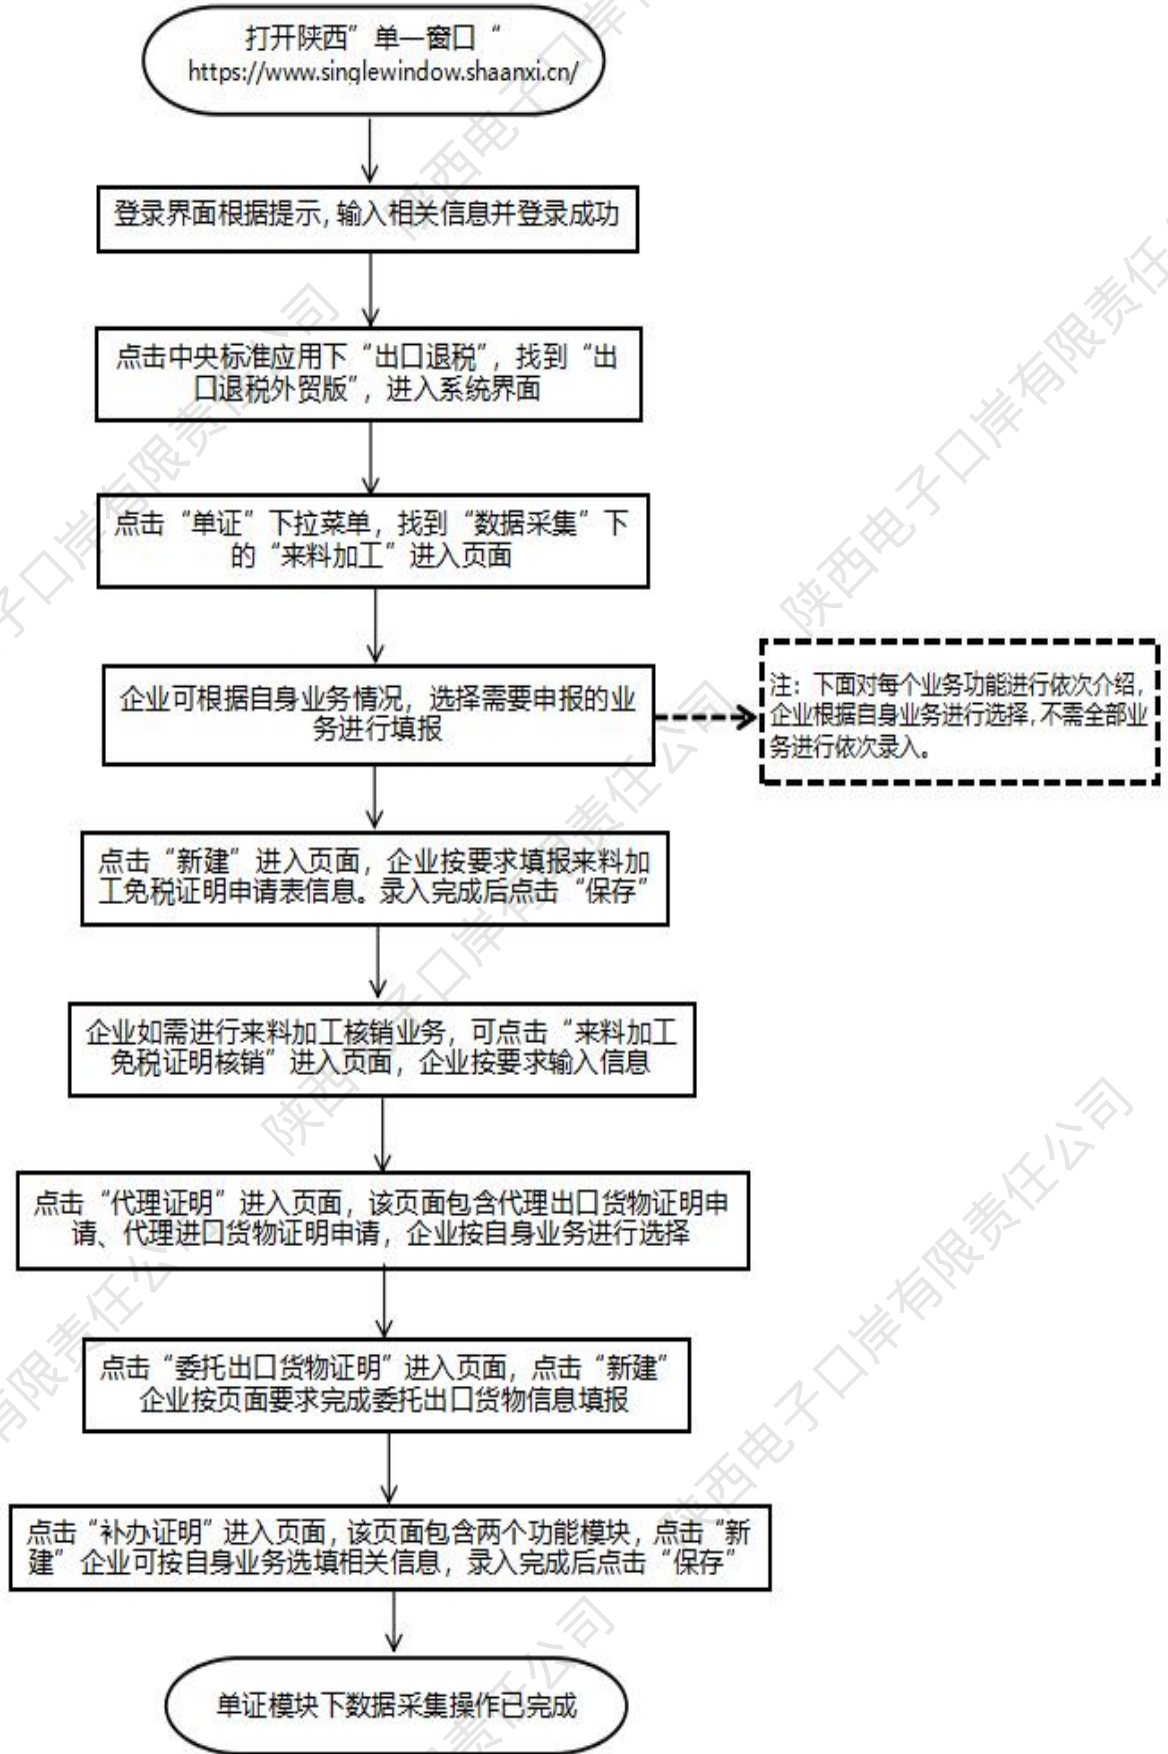 打开陕西”单一窗口“
https://www.singlewindow.shaanxi.cn/
登录界面根据提示,输入相关信息并登录成功
点击中央标准应用下“出口退税”，找到“出
口退税外贸版”，进入系统界面
点击“单证”下拉菜单，找到“数据采集”下
的“来料加工”进入页面
企业可根据自身业务情况，选择需要申报的业
务进行填报
注：下面对每个业务功能进行依次介绍,
企业根据自身业务进行选择,不需全部业
务进行依次录入。
点击“新建”进入页面，企业按要求填报来料加
工免税证明申请表信息。录入完成后点击“保存”
企业如需进行来料加工核销业务，可点击“来料加工
免税证明核销”进入页面，企业按要求输入信息
点击“代理证明”进入页面，该页面包含代理出口货物证明申
请、代理进口货物证明申请，企业按自身业务进行选择
点击“委托出口货物证明”进入页面，点击“新建”
企业按页面要求完成委托出口货物信息填报
点击“补办证明”进入页面，该页面包含两个功能模块，点击“新
建”企业可按自身业务选填相关信息，录入完成后点击“保存”
单证模块下数据采集操作已完成
陕西电子口岸有限责任公司